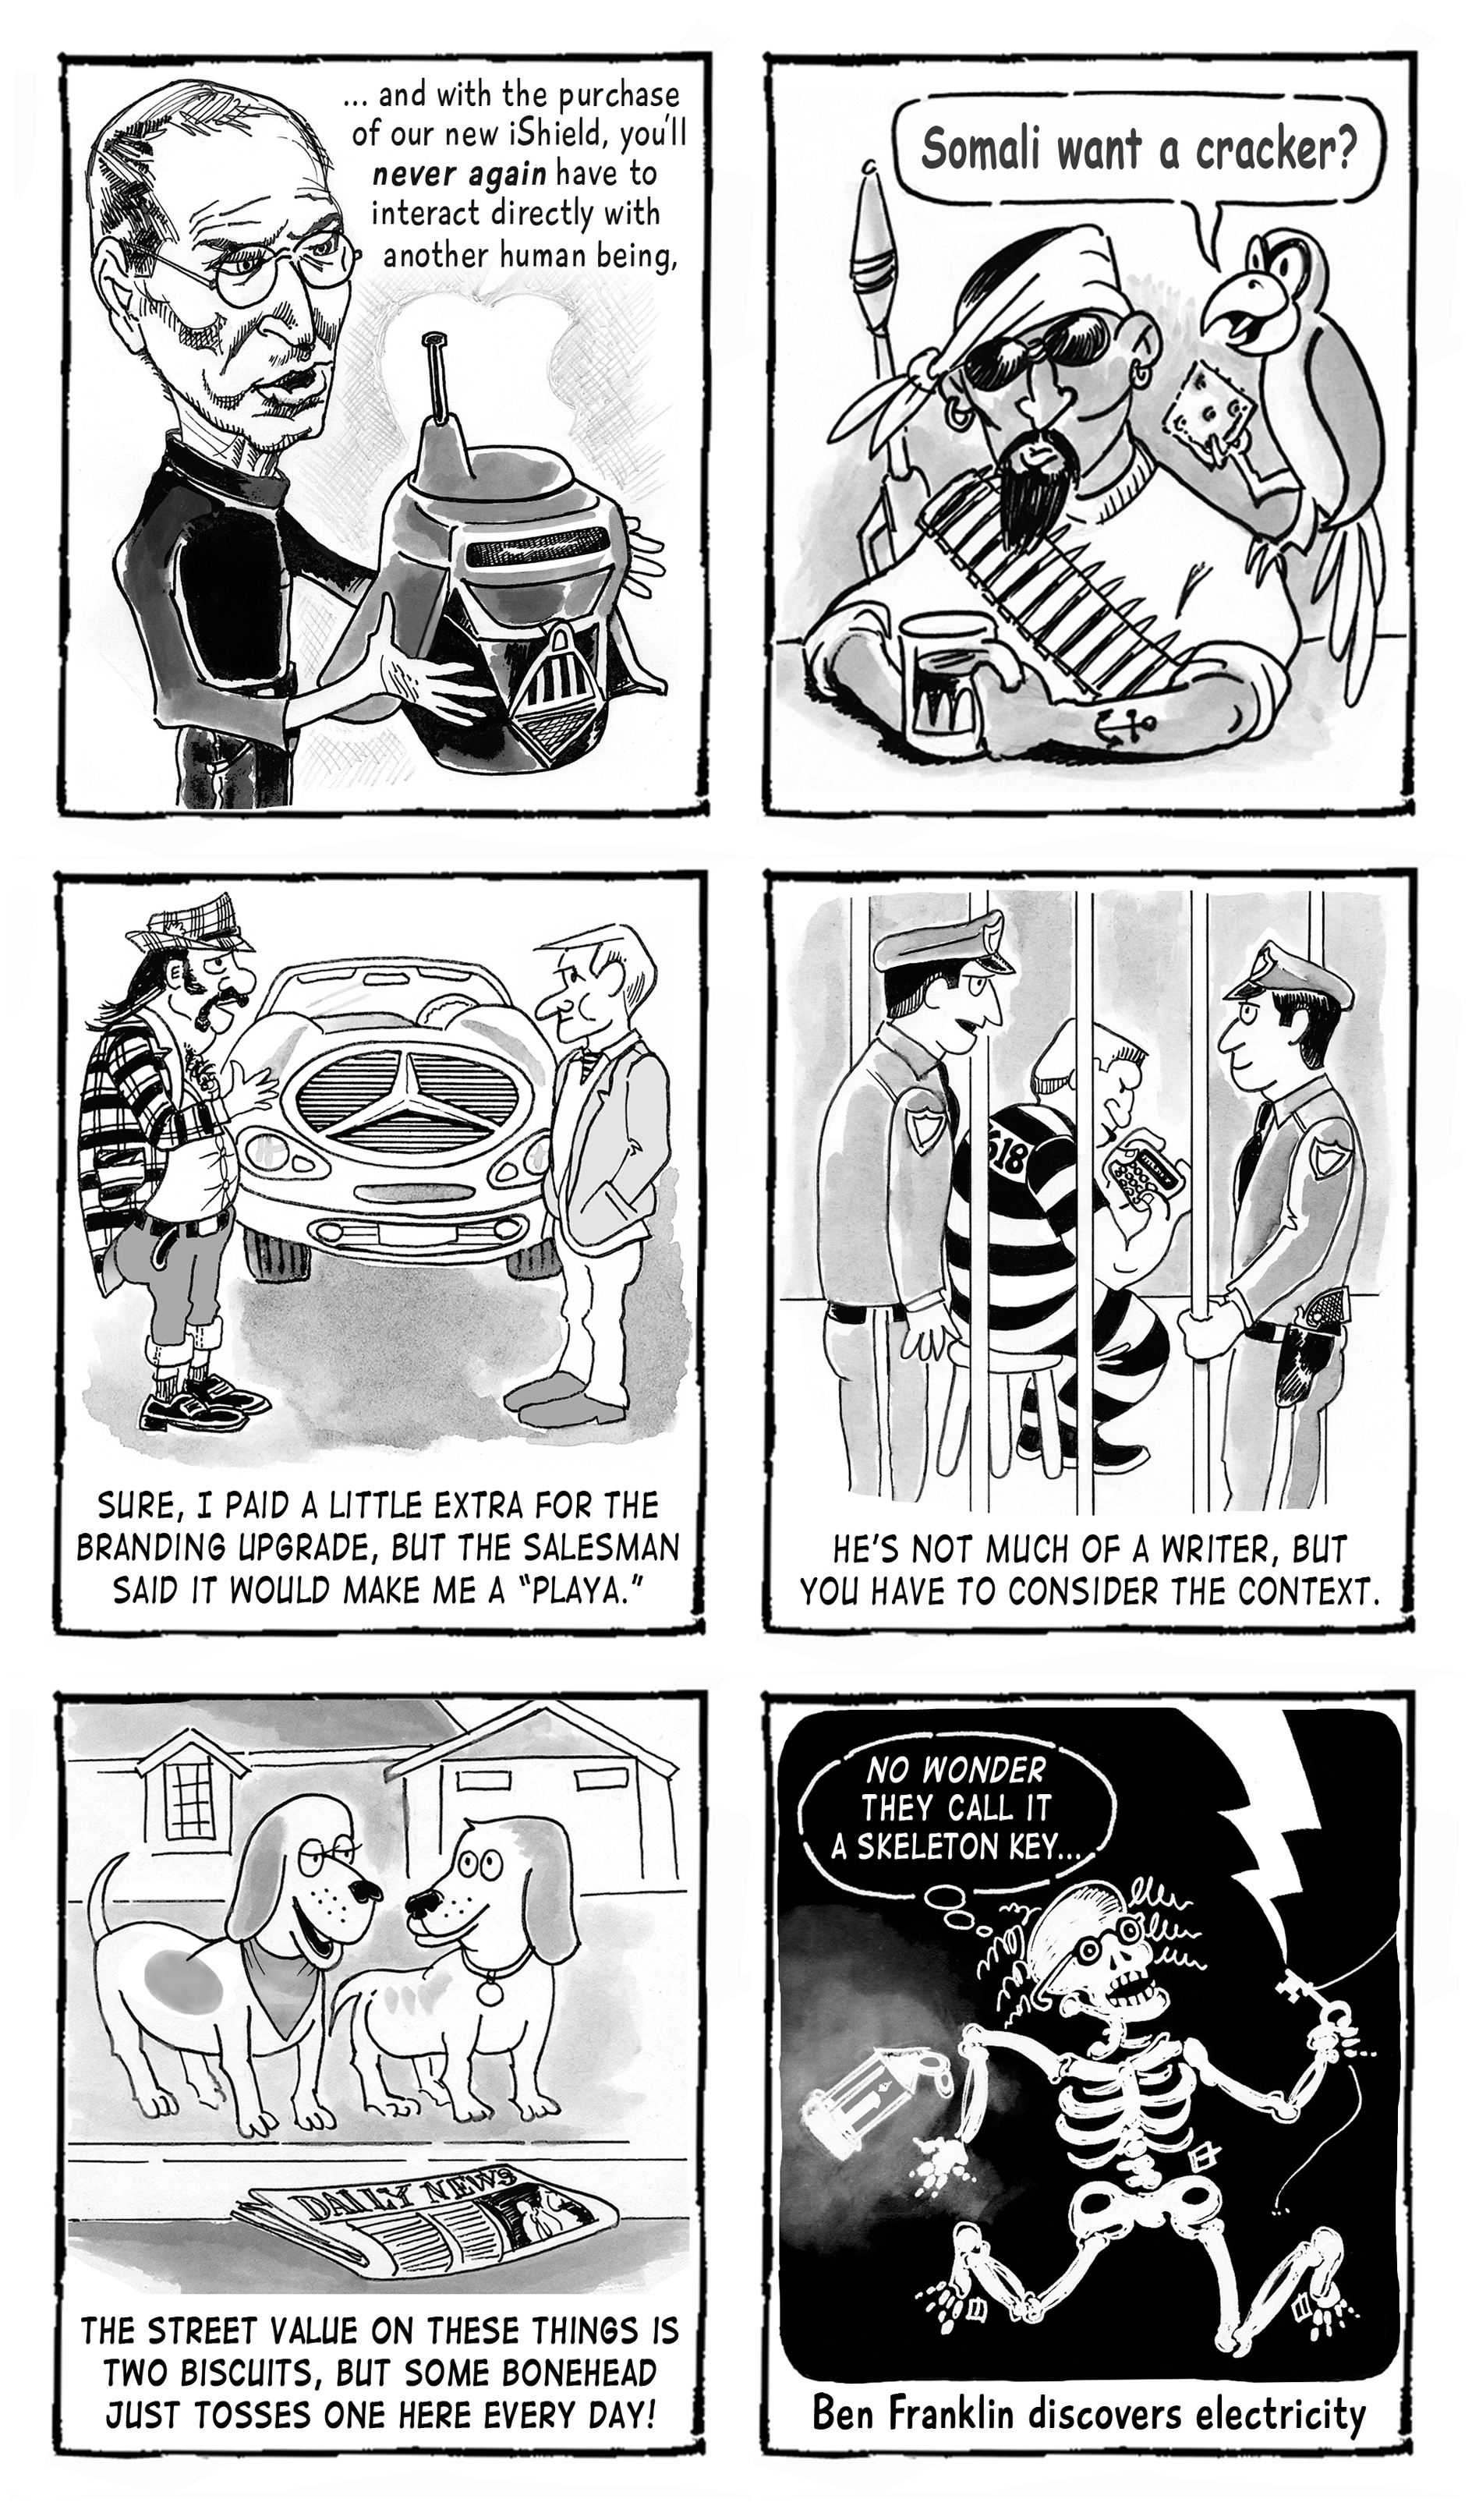 ... and with the purchase
of our new iShield, you'll
never again have to
interact directly with
another human being,
Somali want a cracker?
SURE, I PAID A LITTLE EXTRA FOR THE
BRANDING UPGRADE, BUT THE SALESMAN
SAID IT WOULD MAKE ME A “PLAYA.”
618
HE'S NOT MUCH OF A WRITER, BUT
YOU HAVE TO CONSIDER THE CONTEXT.
DAILY NEWS
THE STREET VALUE ON THESE THINGS IS
TWO BISCUITS, BUT SOME BONEHEAD
JUST TOSSES ONE HERE EVERY DAY!
NO WONDER
THEY CALL IT
A SKELETON KEY...
Ben Franklin discovers electricity